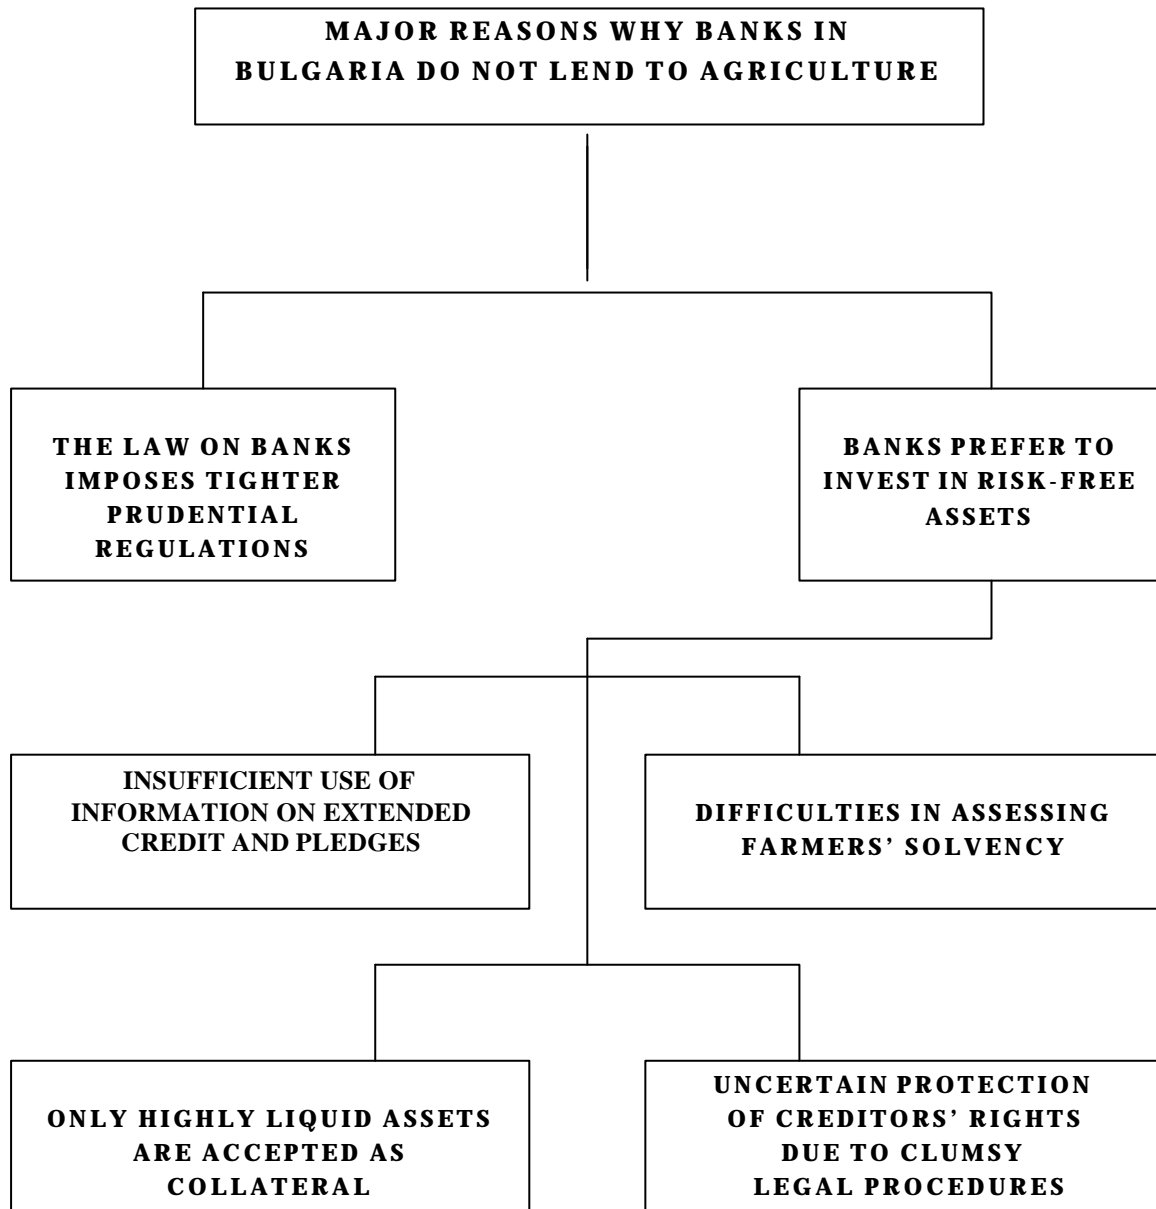 MAJOR REASONS WHY BANKS IN
BULGARIA DO NOT LEND TO AGRICULTURE
THE LAW ON BANKS
IMPOSES TIGHTER
PRUDENTIAL
REGULATIONS
BANKS PREFER TO
INVEST IN RISK-FREE
ASSETS
INSUFFICIENT USE OF
INFORMATION ON EXTENDED
CREDIT AND PLEDGES
DIFFICULTIES IN ASSESSING
FARMERS’ SOLVENCY
ONLY HIGHLY LIQUID ASSETS
ARE ACCEPTED AS
COLLATERAL
UNCERTAIN PROTECTION
OF CREDITORS’ RIGHTS
DUE TO CLUMSY
LEGAL PROCEDURES